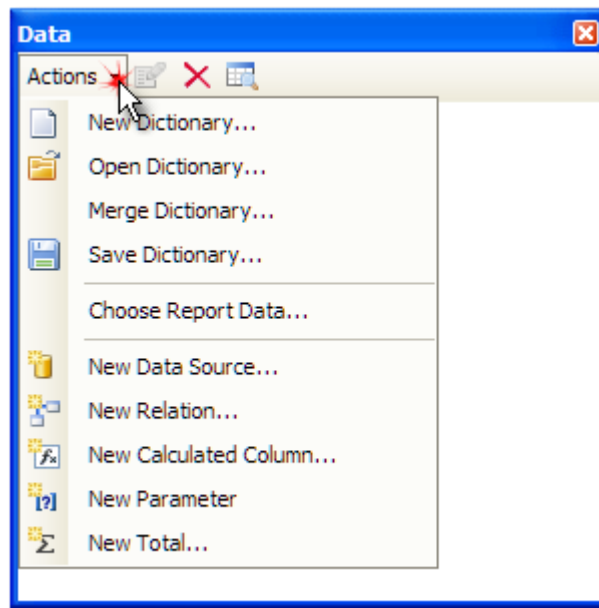 Data
Actions
New Dictionary...
Open Dictionary...
Merge Dictionary...
Save Dictionary...
Choose Report Data...
New Data Source...
New Relation...
New Calculated Column...
New Parameter
New Total...